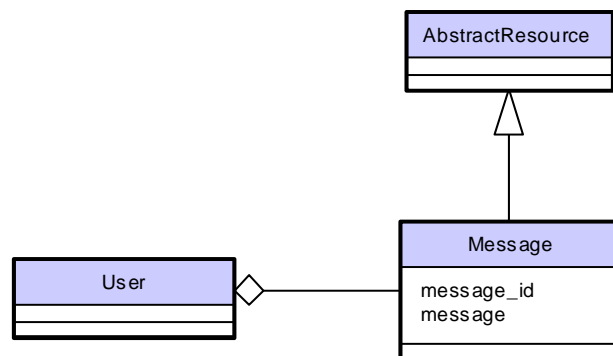 AbstractResource
Message
User
message_id
message